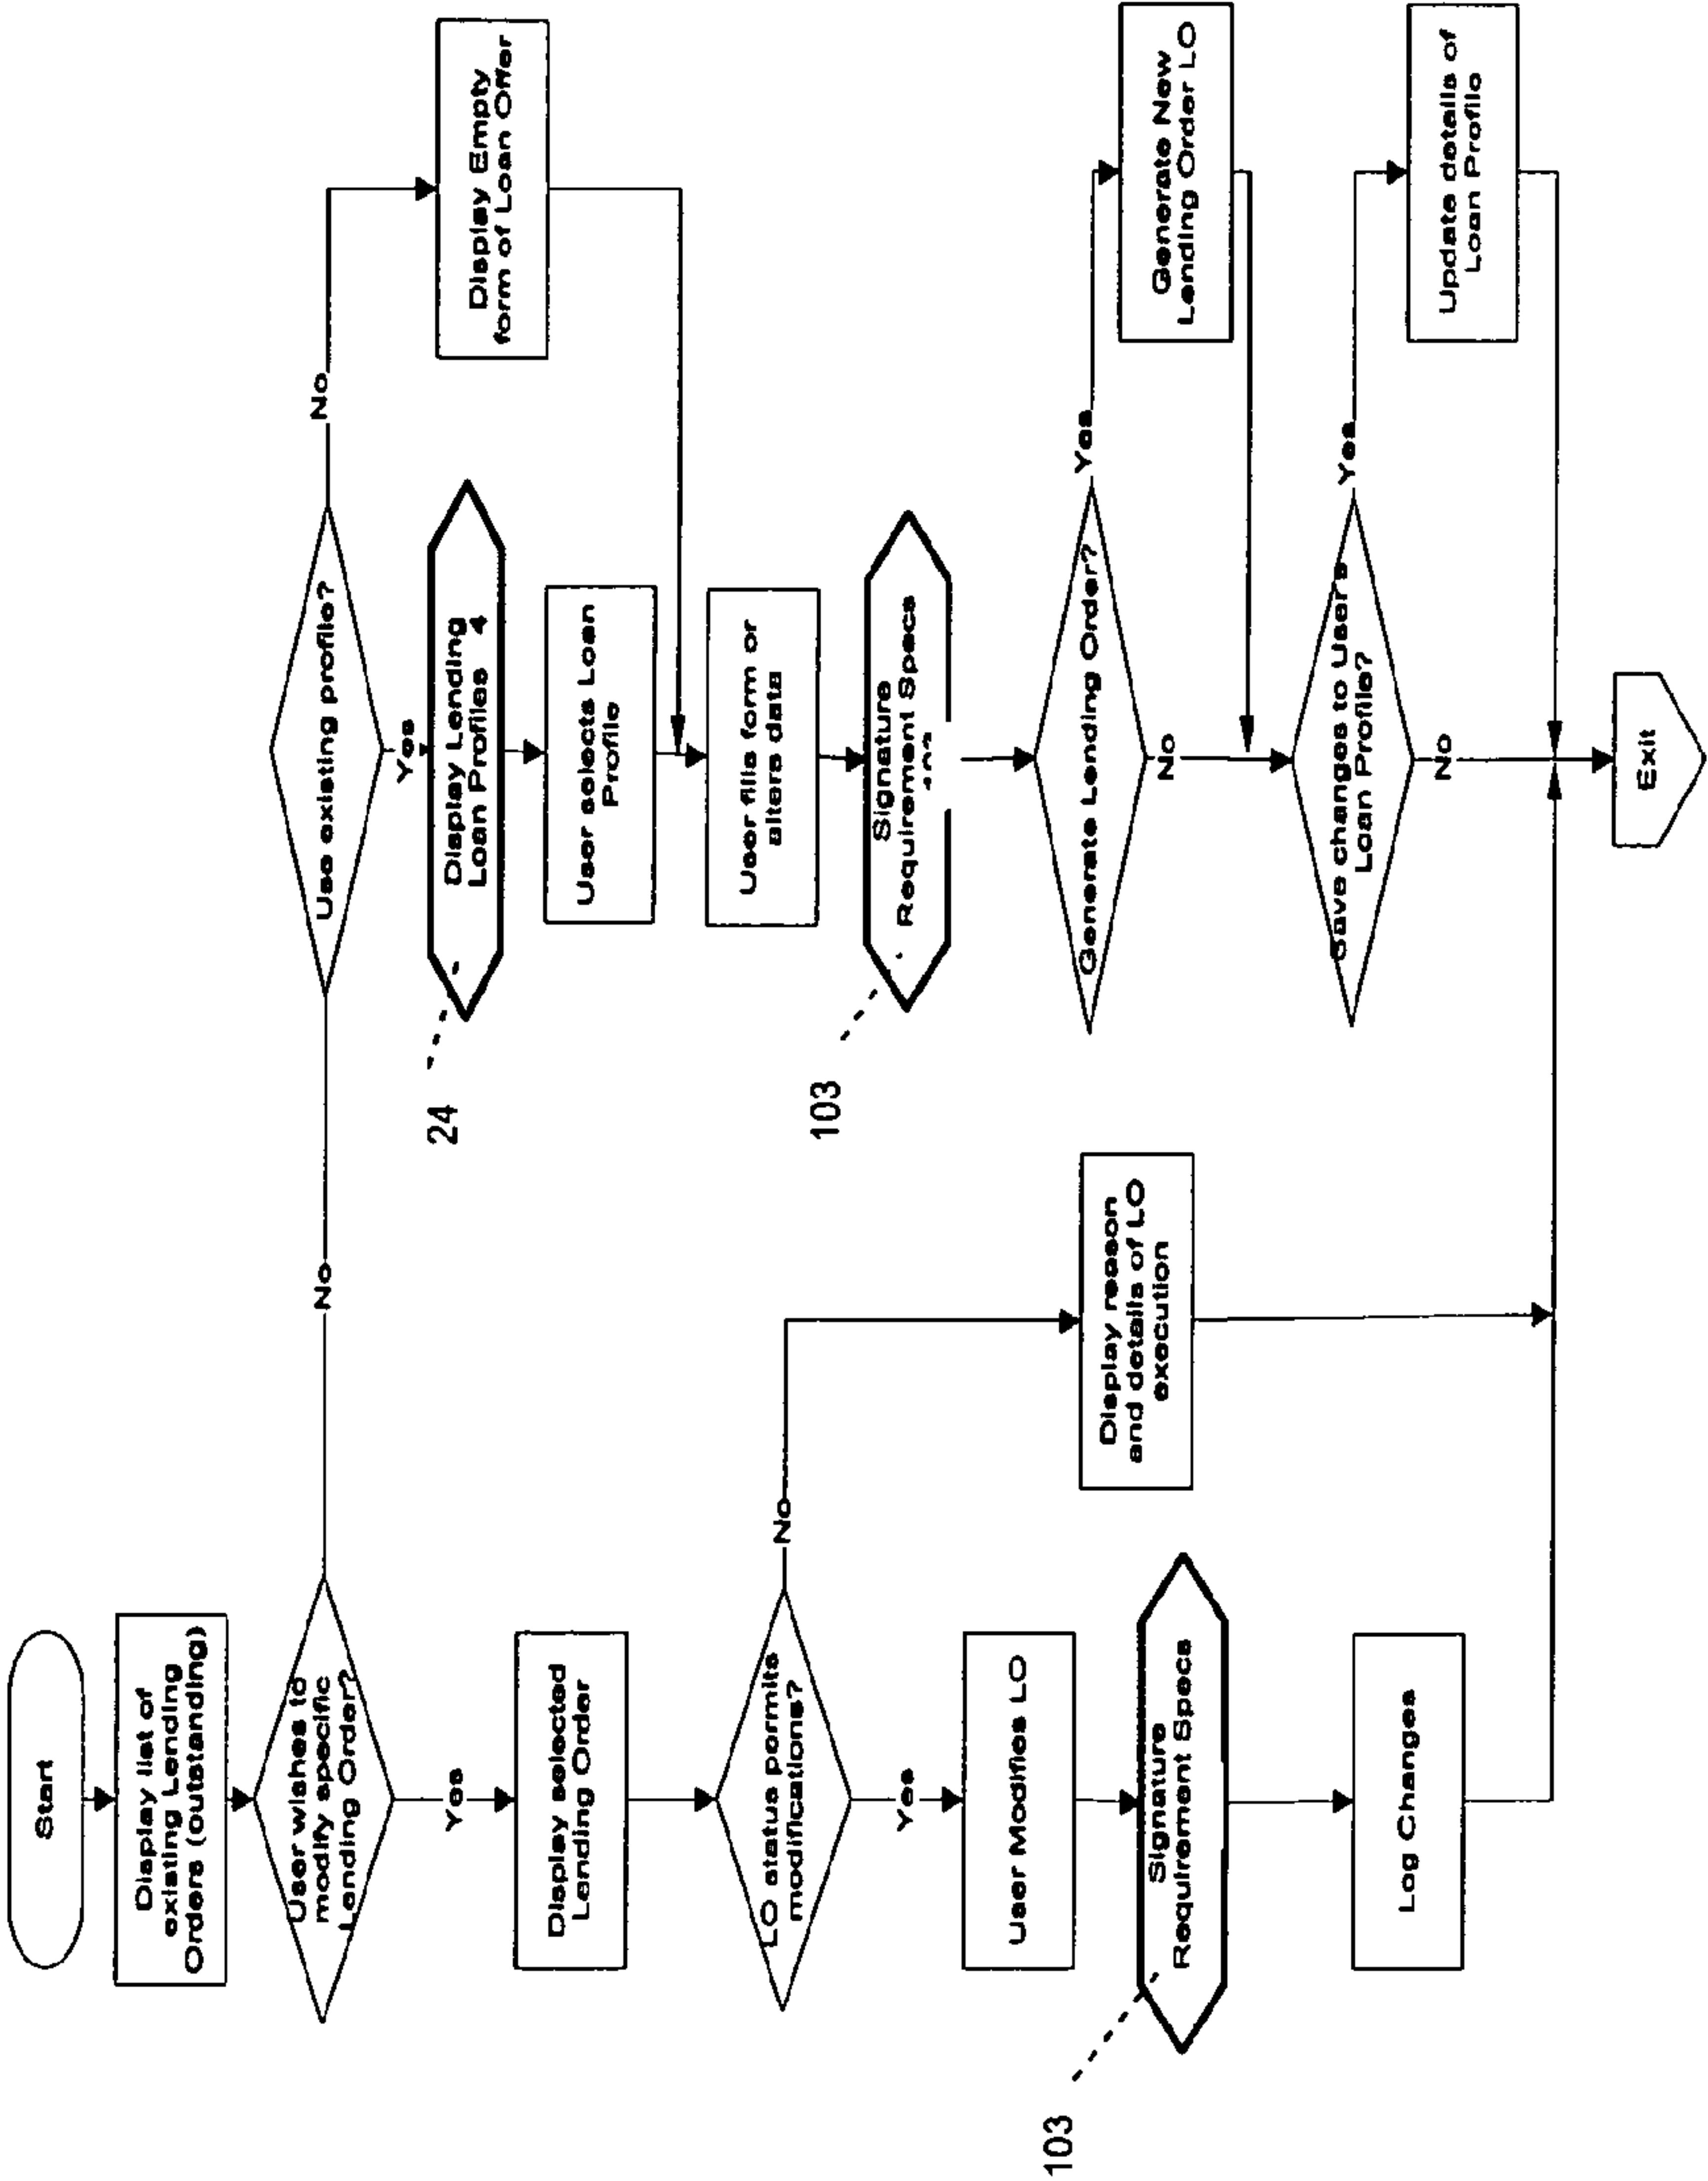 Start
Display list of
existing Lending
Orders (outstanding)
User wishes to
modify specific
Lending Order?
No
Yes
Display selected
Lending Order
LO status permits
modifications?
No
Yes
User Modifies LO
Signature
Requirement Specs
103
Log Changes
Display reason
and details of LO
execution
Use existing profile?
No
Yes
Display Empty
form of Loan Offer
Display Lending
Loan Profiles 4
24
User selects Loan
Profile
User fills form or
alters data
Signature
Requirement Specs
103
Generate Lending Order?
Yes
No
Generate New
Lending Order LO
Save changes to Users
Loan Profile?
Yes
No
Update details of
Loan Profile
Exit